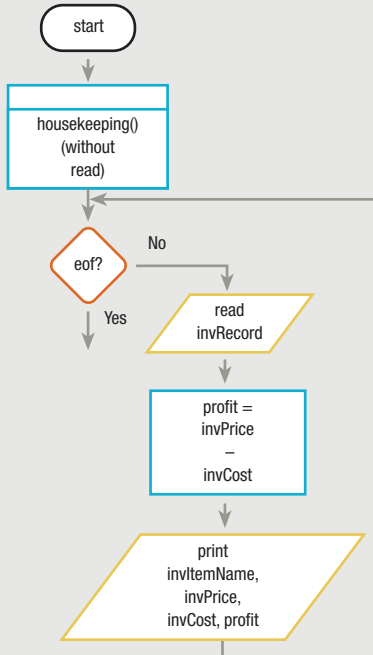 start
housekeeping()
(without
read)
eof?
No
Yes
read
invRecord
profit =
invPrice
–
invCost
print
invItemName,
invPrice,
invCost, profit